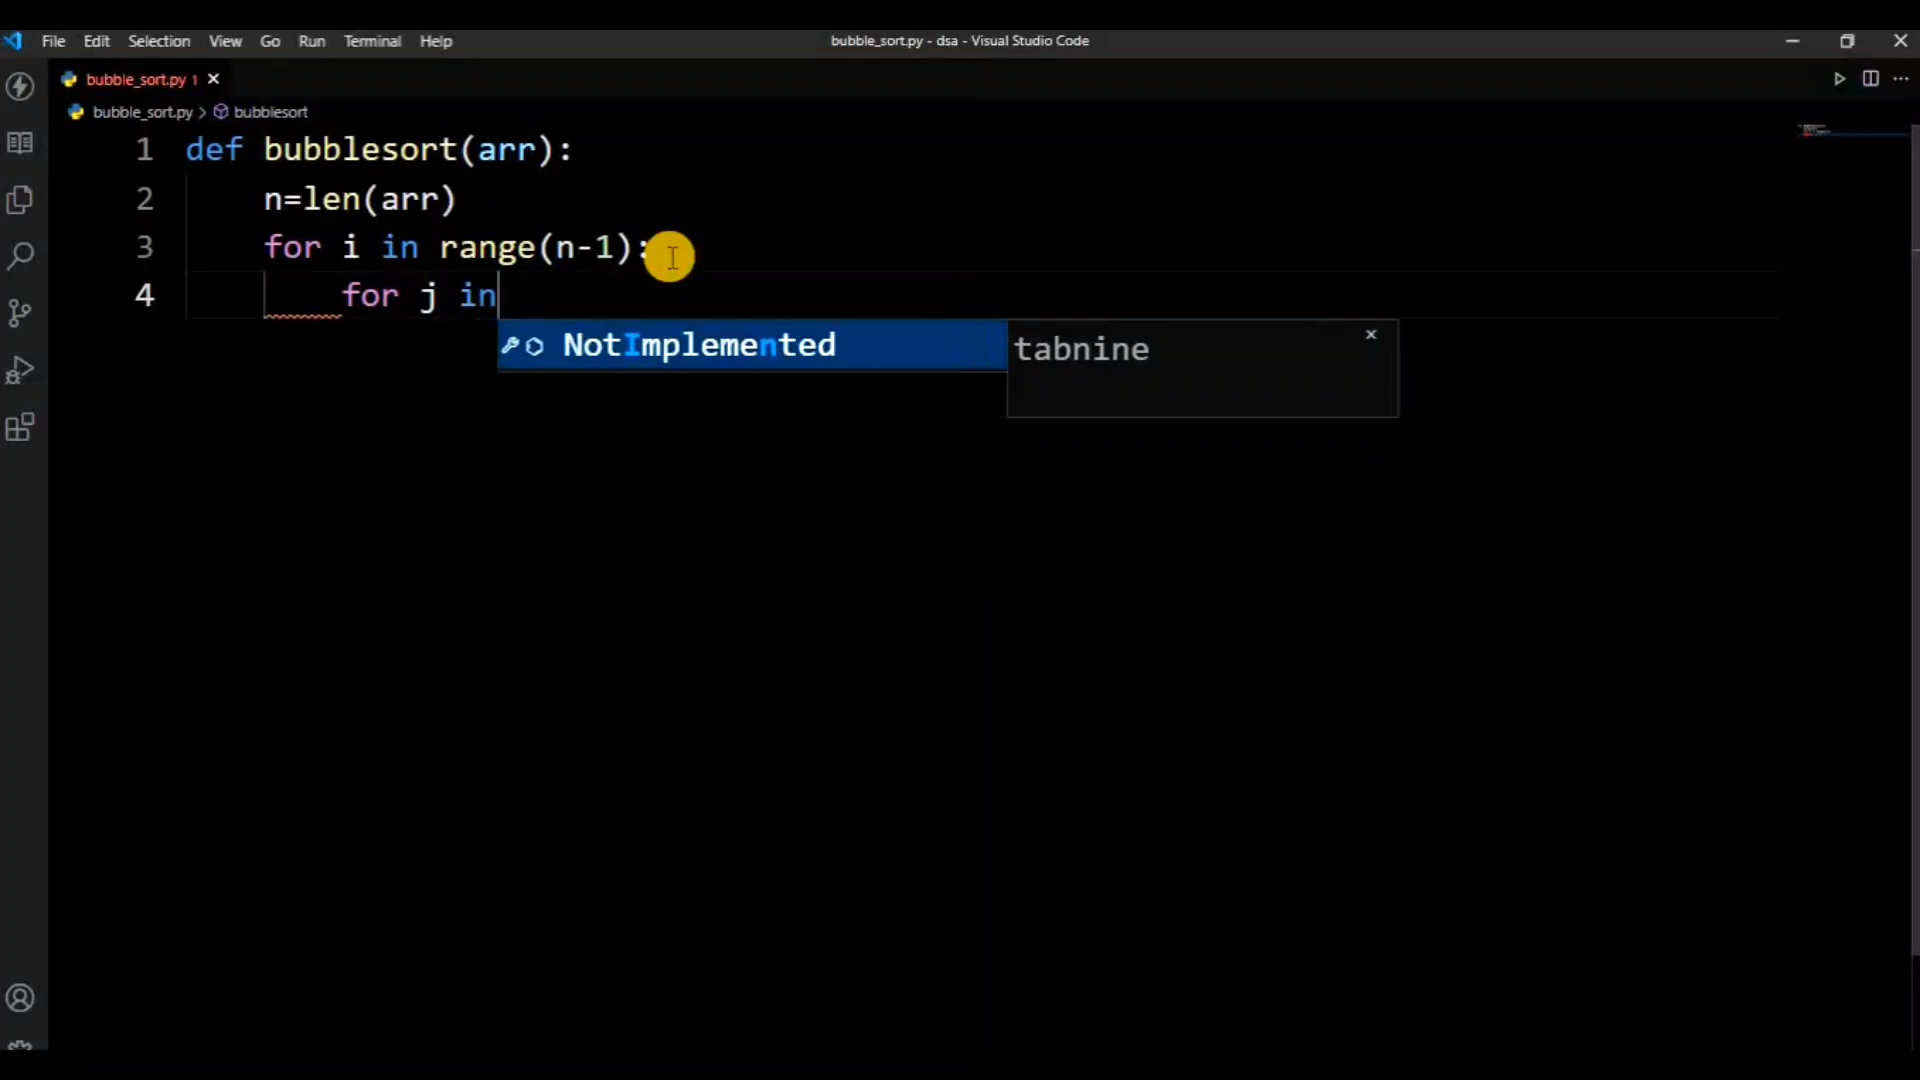 File Edit Selection View Go Run Terminal Help
bubble_sort.py - dsa - Visual Studio Code
bubble_sort.py 1
bubble_sort.py > bubblesort
1 def bubblesort(arr):
2 n=len(arr)
3 for i in range(n-1):
4 for j in
NotImplemented
tabnine